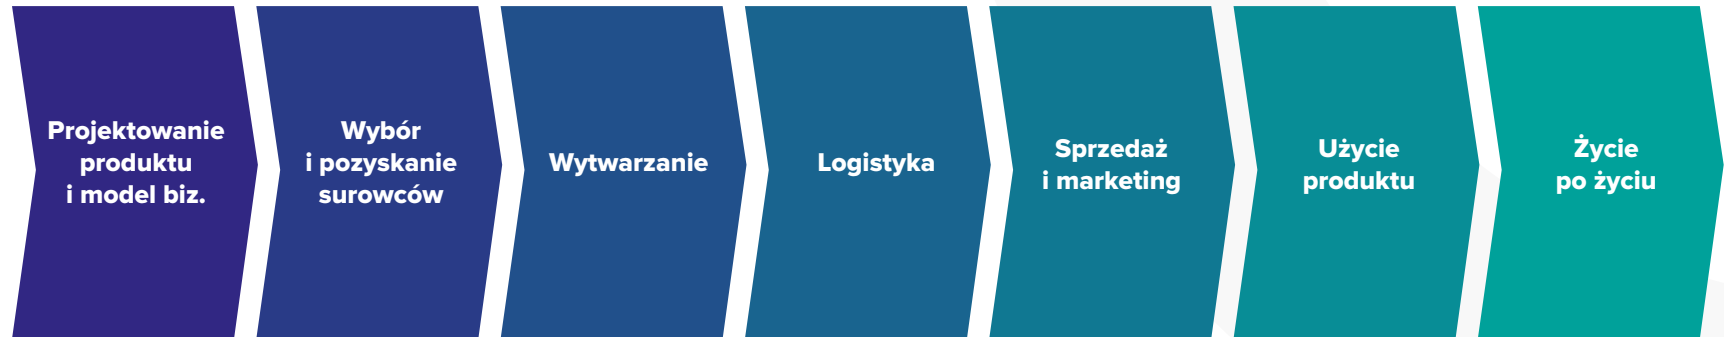 Projektowanie
produktu
i model biz.
Wybór
i pozyskanie
surowców
Wytwarzanie
Logistyka
Sprzedaż
i marketing
Użycie
produktu
Życie
po życiu